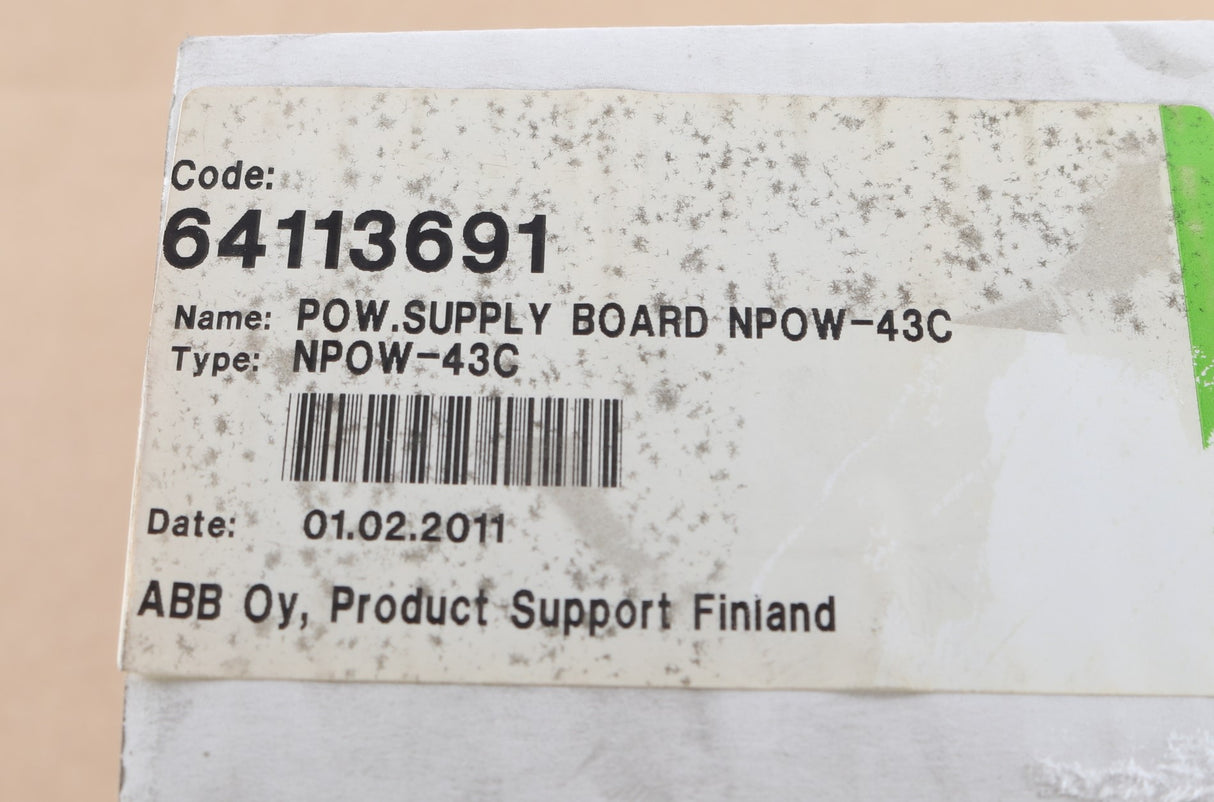 Code:
64113691
Name: POW.SUPPLY BOARD NPOW-43C
Type: NPOW-43C
Date: 01.02.2011
ABB Oy, Product Support Finland